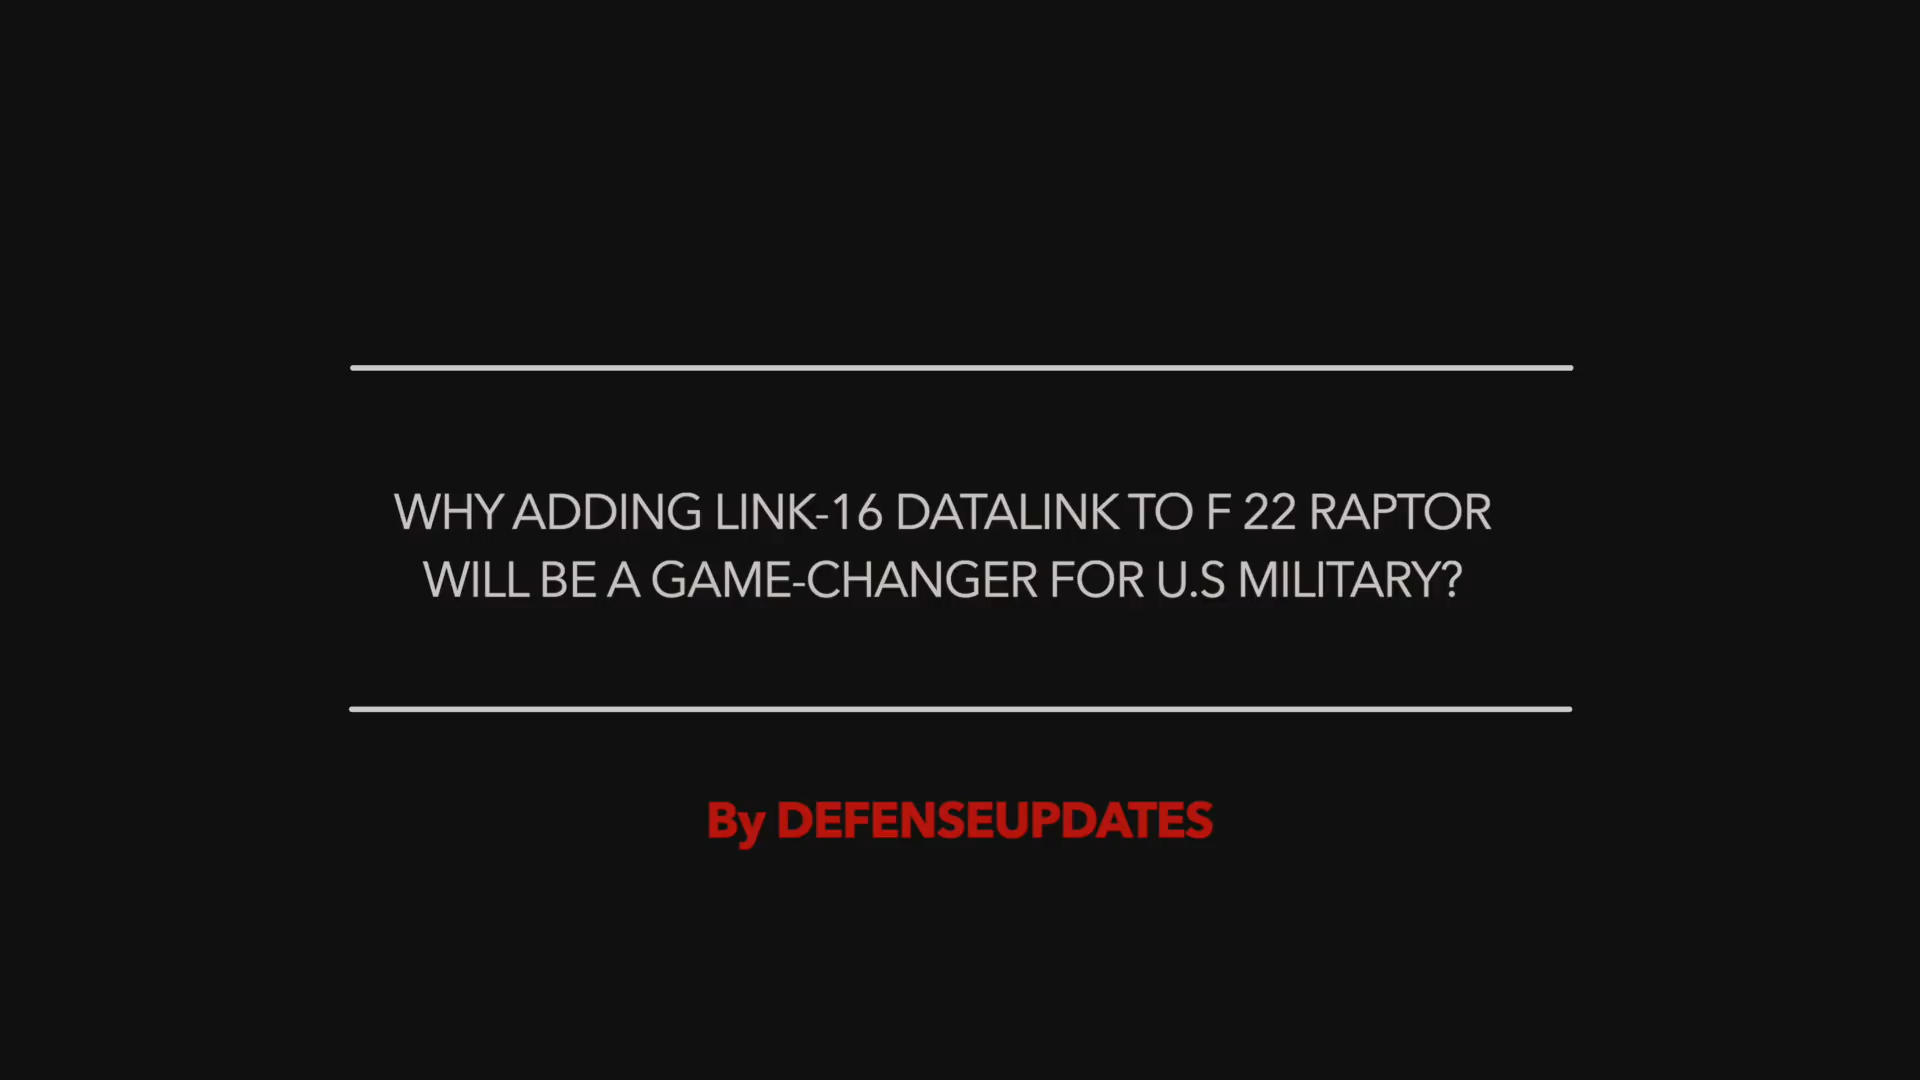 WHY ADDING LINK-16 DATALINK TO F 22 RAPTOR
WILL BE A GAME-CHANGER FOR U.S MILITARY?
By DEFENSEUPDATES